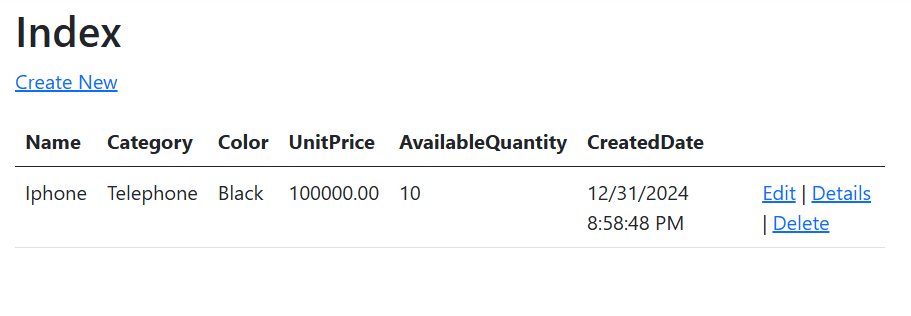 Index
Create New
Name Category Color UnitPrice AvailableQuantity CreatedDate
Iphone Telephone Black 100000.00 10 12/31/2024 Edit | Details
8:58:48 PM | Delete